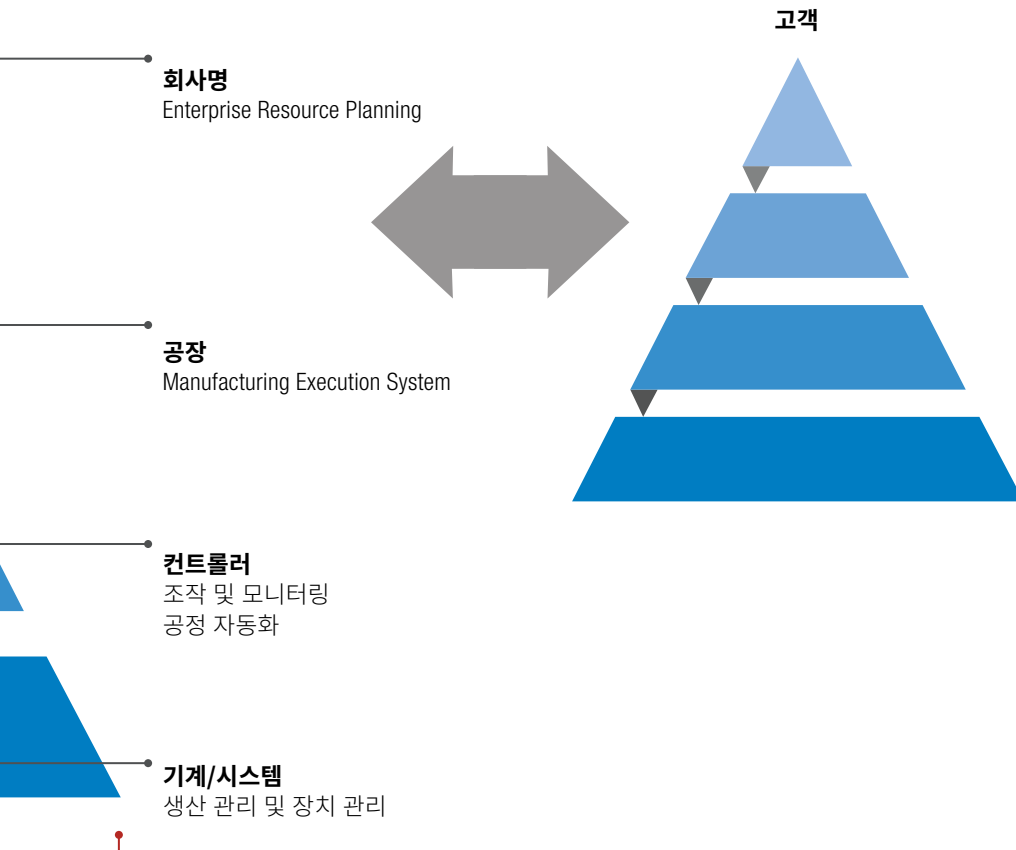 고객
회사명
Enterprise Resource Planning
공장
Manufacturing Execution System
컨트롤러
조작 및 모니터링
공정 자동화
기계/시스템
생산 관리 및 장치 관리